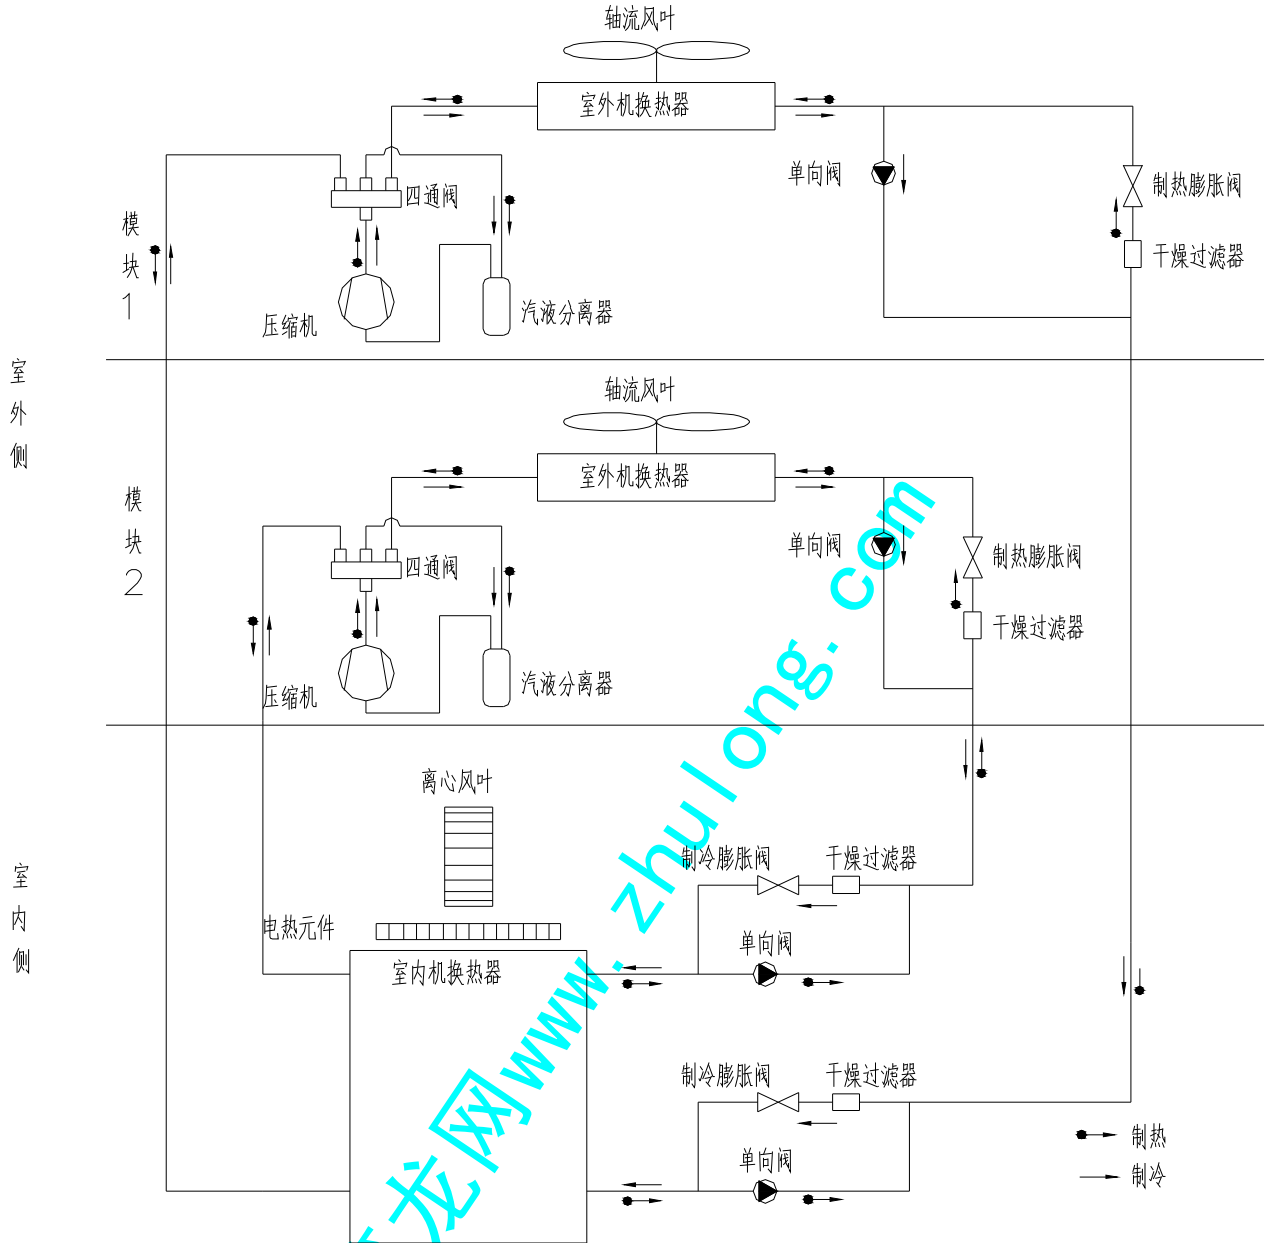 轴流风叶
室外机换热器
四通阀
单向阀
制热膨胀阀
干燥过滤器
模
块
1
压缩机
汽液分离器
室
外
侧
轴流风叶
室外机换热器
模
块
2
四通阀
单向阀
制热膨胀阀
干燥过滤器
压缩机
汽液分离器
离心风叶
制冷膨胀阀
干燥过滤器
室
内
侧
电热元件
单向阀
室内机换热器
制冷膨胀阀
干燥过滤器
单向阀
制热
制冷
龙网www.zhulong.com